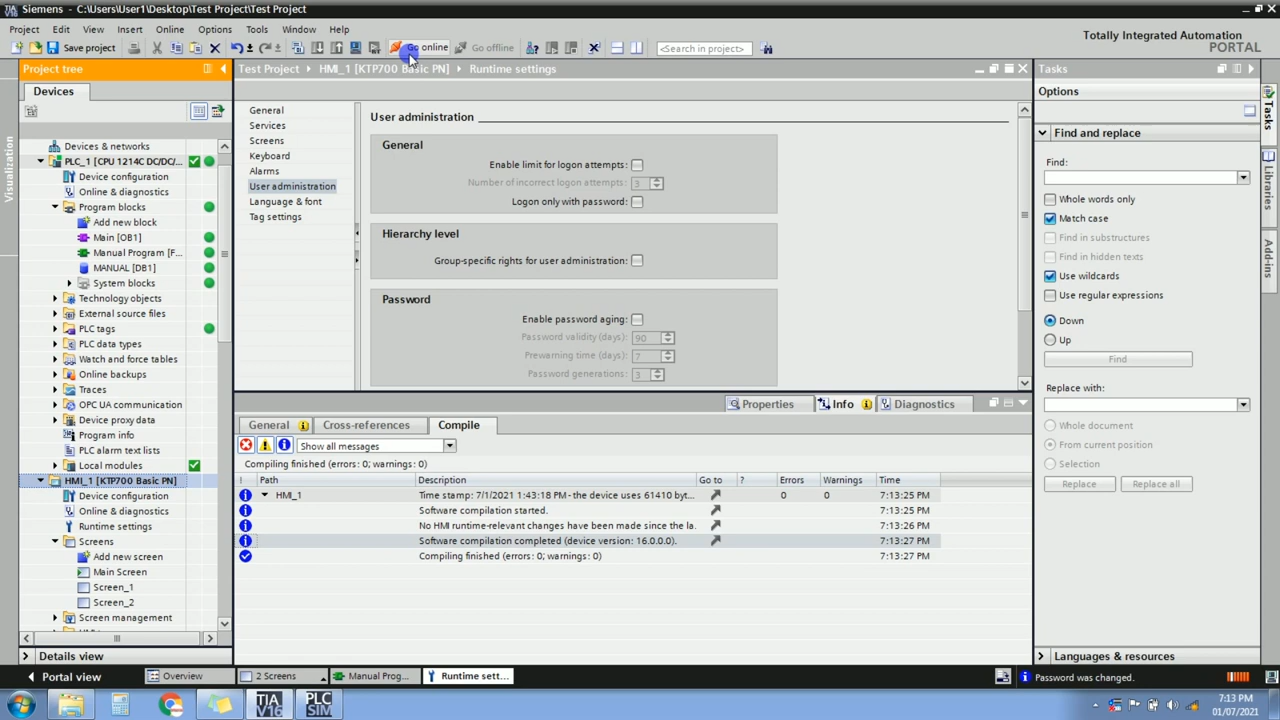 Siemens - C:\Users\User1\Desktop\Test Project\Test Project
Project Edit View Insert Online Options Tools Window Help
Totally Integrated Automation
PORTAL
Save project
Go online
Go offline
<Search in project>
Project tree
Devices
Devices & networks
PLC_1 [CPU 1214C DC/DC/...
Device configuration
Online & diagnostics
Program blocks
Add new block
Main [OB1]
Manual Program [F...
MANUAL [DB1]
System blocks
Technology objects
External source files
PLC tags
PLC data types
Watch and force tables
Online backups
Traces
OPC UA communication
Device proxy data
Program info
PLC alarm text lists
Local modules
HMI_1 [KTP700 Basic PN]
Device configuration
Online & diagnostics
Runtime settings
Screens
Add new screen
Main Screen
Screen_1
Screen_2
Screen management
Details view
Visualization
Test Project HMI_1 [KTP700 Basic PN] Runtime settings
General
Services
Screens
Keyboard
Alarms
User administration
Language & font
Tag settings
User administration
General
Enable limit for logon attempts:
Number of incorrect logon attempts: 3
Logon only with password:
Hierarchy level
Group-specific rights for user administration:
Password
Enable password aging:
Password validity (days): 90
Prewarning time (days): 7
Password generations: 3
Properties Info Diagnostics
General Cross-references Compile
Show all messages
Compiling finished (errors: 0; warnings: 0)
! Path Description Go to ? Errors Warnings Time
HMI_1 Time stamp: 7/1/2021 1:43:18 PM - the device uses 61410 byt... 0 0 7:13:25 PM
Software compilation started. 7:13:25 PM
No HMI runtime-relevant changes have been made since the la. 7:13:26 PM
Software compilation completed (device version: 16.0.0.0). 7:13:27 PM
Compiling finished (errors: 0; warnings: 0) 7:13:27 PM
Tasks
Options
Find and replace
Find:
Whole words only
Match case
Find in substructures
Find in hidden texts
Use wildcards
Use regular expressions
Down
Up
Find
Replace with:
Whole document
From current position
Selection
Replace
Replace all
Languages & resources
Tasks
Libraries
Add-ins
Portal view
Overview
2 Screens
Manual Prog...
Runtime sett...
Password was changed.
TIA
V16
PLC
SIM
7:13 PM
01/07/2021